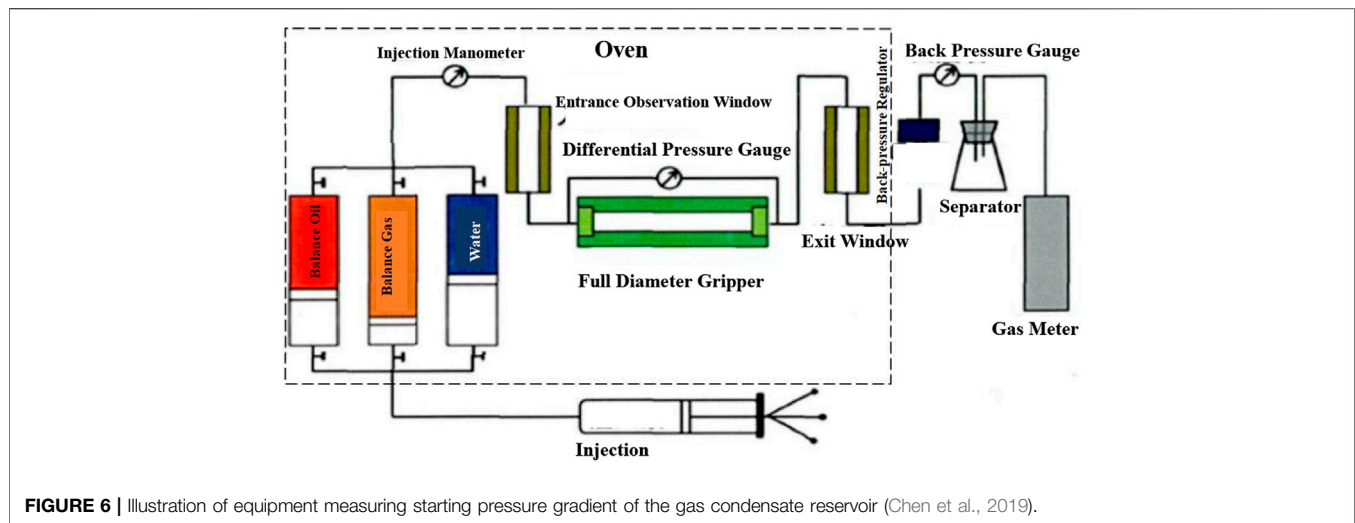 Injection Manometer
Oven
Back Pressure Gauge
Entrance Observation Window
Back-pressure Regulator
Differential Pressure Gauge
Balance Oil
Balance Gas
Water
Separator
Exit Window
Full Diameter Gripper
Gas Meter
Injection
FIGURE 6 | Illustration of equipment measuring starting pressure gradient of the gas condensate reservoir (Chen et al., 2019).